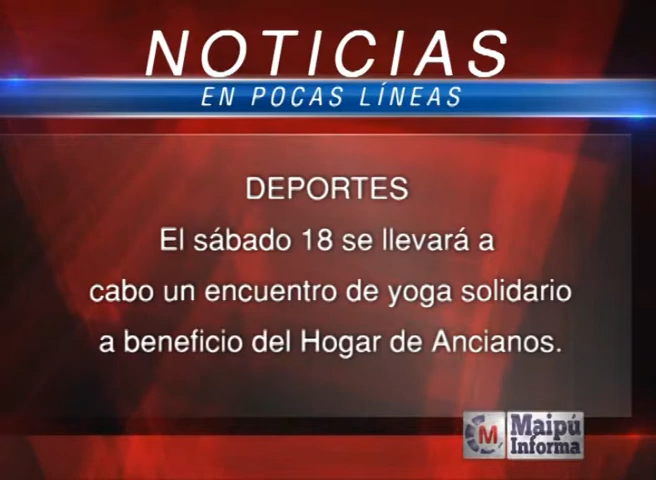 NOTICIAS
EN POCAS LÍNEAS
DEPORTES
El sábado 18 se llevará a
cabo un encuentro de yoga solidario
a beneficio del Hogar de Ancianos.
M
Maipú
Informa